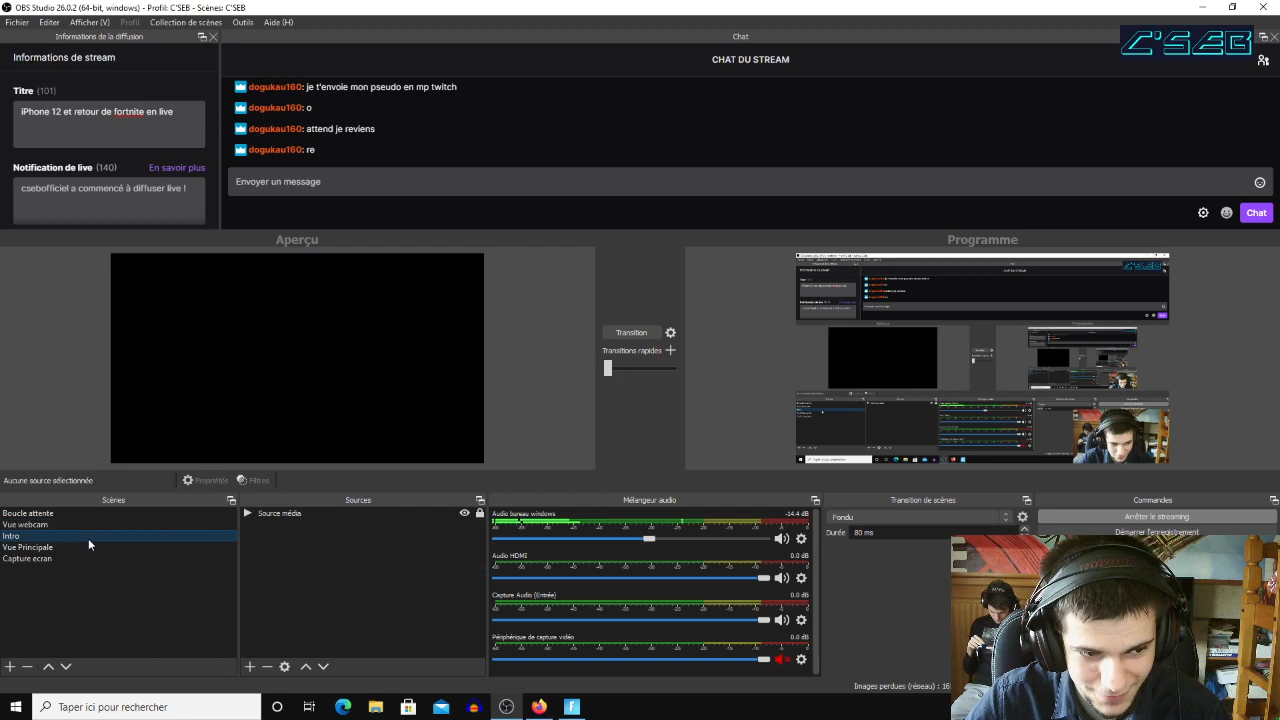 OBS Studio 26.0.2 (64-bit, windows) - Profil: C'SEB - Scènes: C'SEB
Fichier Editer Afficher (V) Profil Collection de scènes Outils Aide (H)
Informations de la diffusion
Chat
C'SEB
Informations de stream
CHAT DU STREAM
Titre (101)
iPhone 12 et retour de fortnite en live
Notification de live (140) En savoir plus
csebofficiel a commencé à diffuser live !
dogukau160: je t'envoie mon pseudo en mp twitch
dogukau160: o
dogukau160: attend je reviens
dogukau160: re
Envoyer un message
Chat
Aperçu
Programme
Transition
Transitions rapides
Aucune source sélectionnée
Propriétés
Filtres
Scènes
Boucle attente
Vue webcam
Intro
Vue Principale
Capture ecran
Sources
Source média
Mélangeur audio
Audio bureau windows -14.4 dB
Audio HDMI 0.0 dB
Capture Audio (Entrée) 0.0 dB
Périphérique de capture vidéo 0.0 dB
Transition de scènes
Fondu
Durée 80 ms
Commandes
Arrêter le streaming
Démarrer l'enregistrement
Images perdues (réseau) : 16
Taper ici pour rechercher